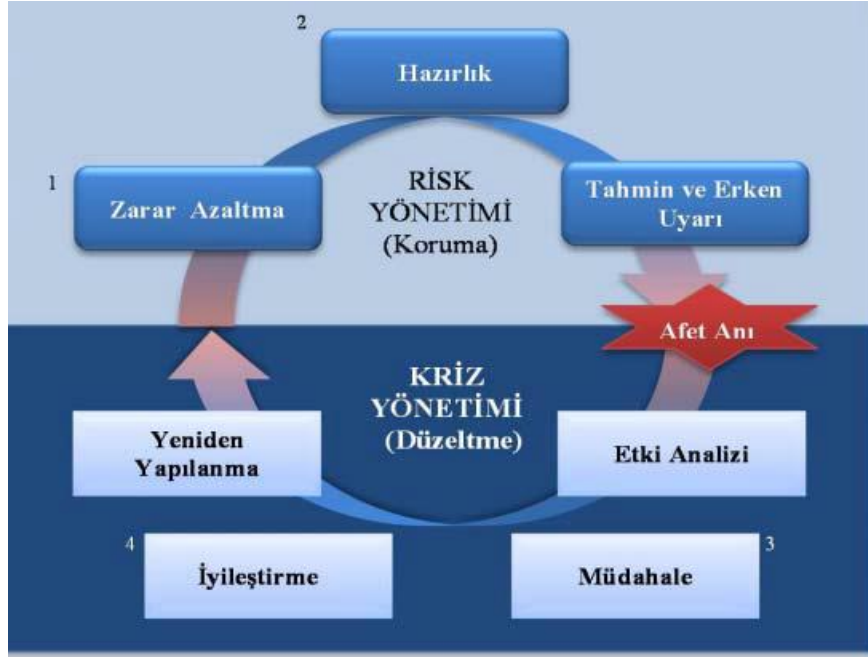 2
Hazırlık
1
Zarar Azaltma
RİSK
YÖNETİMİ
(Koruma)
Tahmin ve Erken
Uyarı
Afet Anı
KRİZ
YÖNETİMİ
(Düzeltme)
Yeniden
Yapılanma
Etki Analizi
4
İyileştirme
3
Müdahale